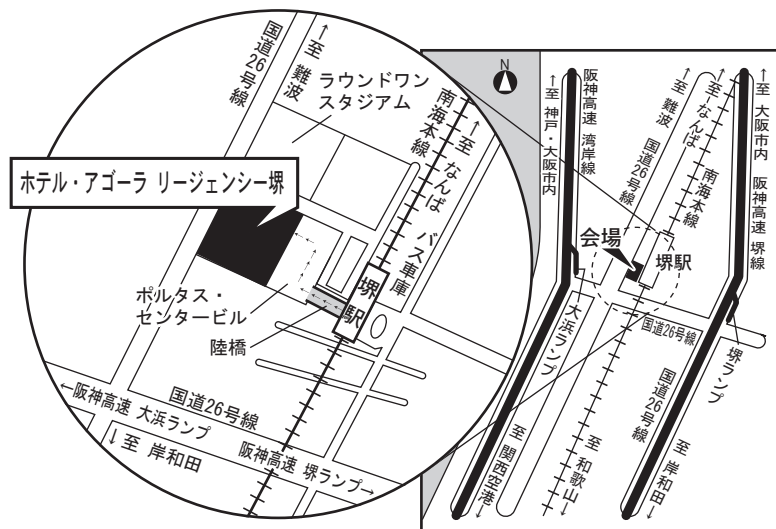 国道26号線
↑至 難波
ラウンドワン
スタジアム
南海本線
↑至 なんば
ホテル・アゴーラ リージェンシー堺
バス車庫
堺駅
ポルタス・
センタービル
陸橋
国道26号線
←阪神高速 大浜ランプ
↓至 岸和田
阪神高速 堺ランプ→
N
←至 神戸・大阪市内
阪神高速 湾岸線
←至 難波
国道26号線
←至 なんば
南海本線
←至 大阪市内
阪神高速 堺線
会場
堺駅
大浜ランプ
国道26号線
堺ランプ
国道26号線
至 関西空港→
至 和歌山→
至 岸和田→